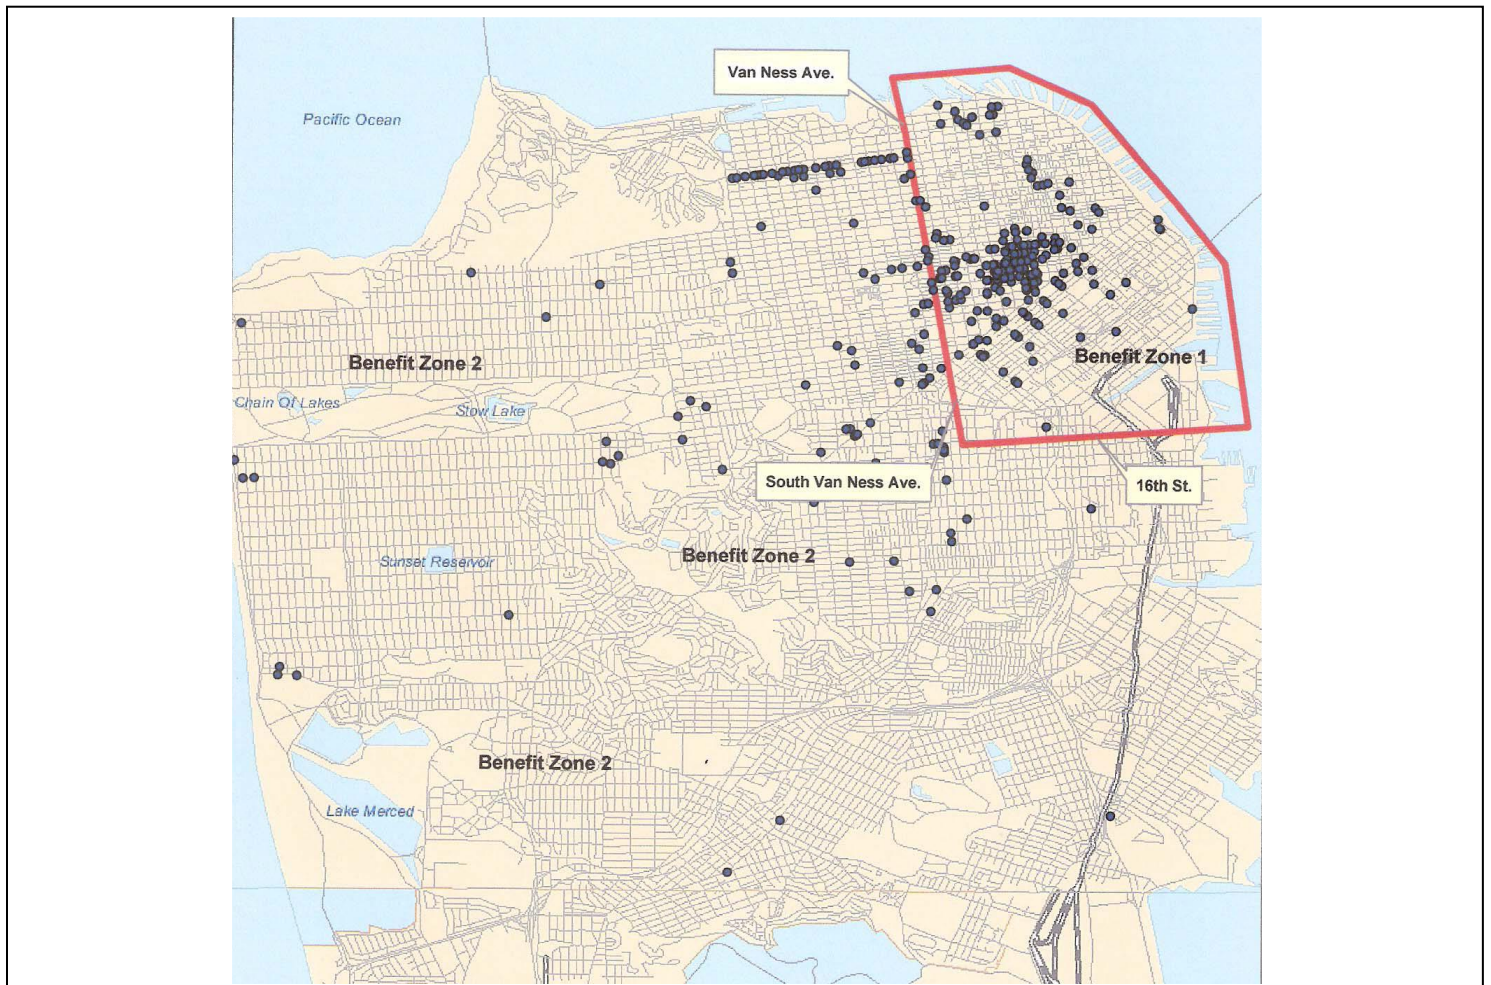 Van Ness Ave.
Pacific Ocean
Benefit Zone 1
Benefit Zone 2
Chain Of Lakes
Stow Lake
South Van Ness Ave.
16th St.
Benefit Zone 2
Sunset Reservoir
Benefit Zone 2
Lake Merced